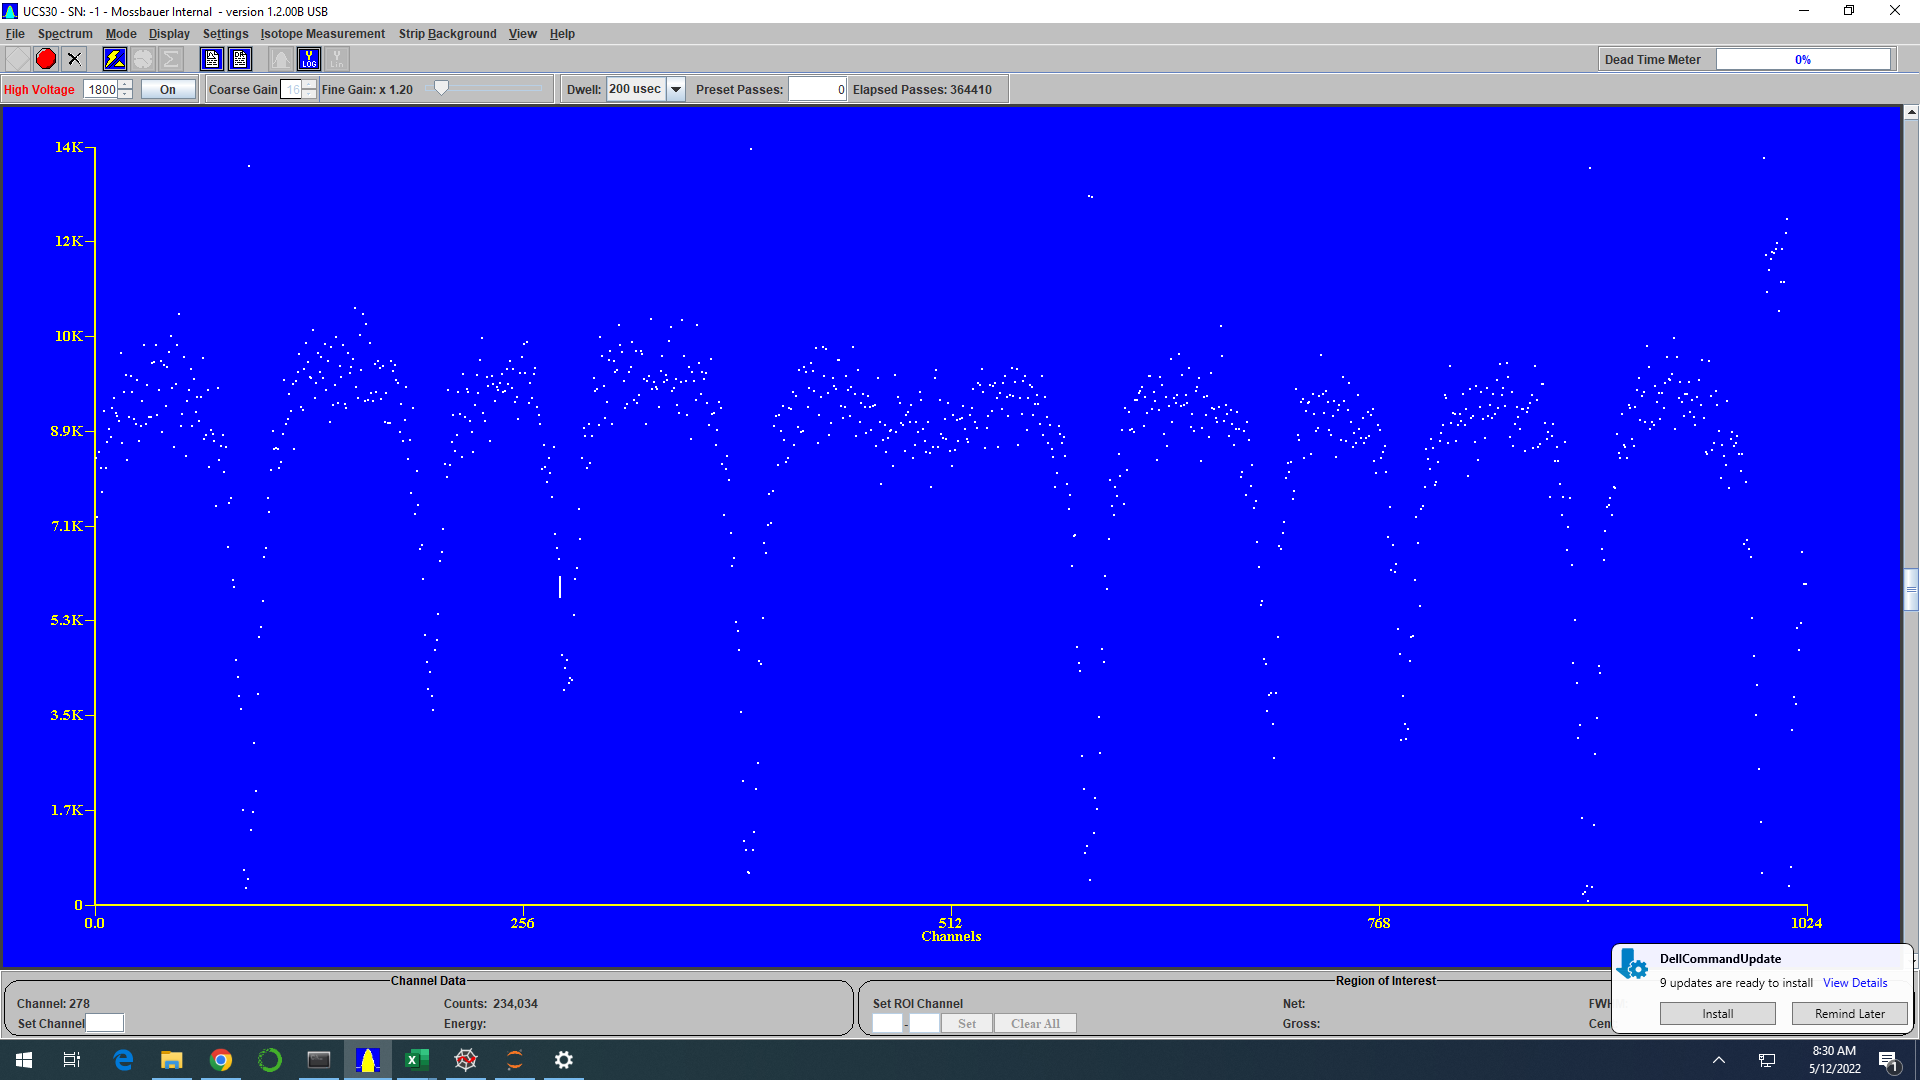 UCS30 - SN: -1 - Mossbauer Internal - version 1.2.00B USB
File Spectrum Mode Display Settings Isotope Measurement Strip Background View Help
Y LOG Y Lin
Dead Time Meter 0%
High Voltage 1800 On Coarse Gain 16 Fine Gain: x 1.20 Dwell: 200 usec Preset Passes: 0 Elapsed Passes: 364410
14K
12K
10K
8.9K
7.1K
5.3K
3.5K
1.7K
0
0.0 256 512 768 1024
Channels
DellCommandUpdate
9 updates are ready to install View Details
Install Remind Later
Channel Data
Channel: 278 Counts: 234,034
Set Channel Energy:
Region of Interest
Set ROI Channel Net:
- Set Clear All Gross: Cen
8:30 AM
5/12/2022
1